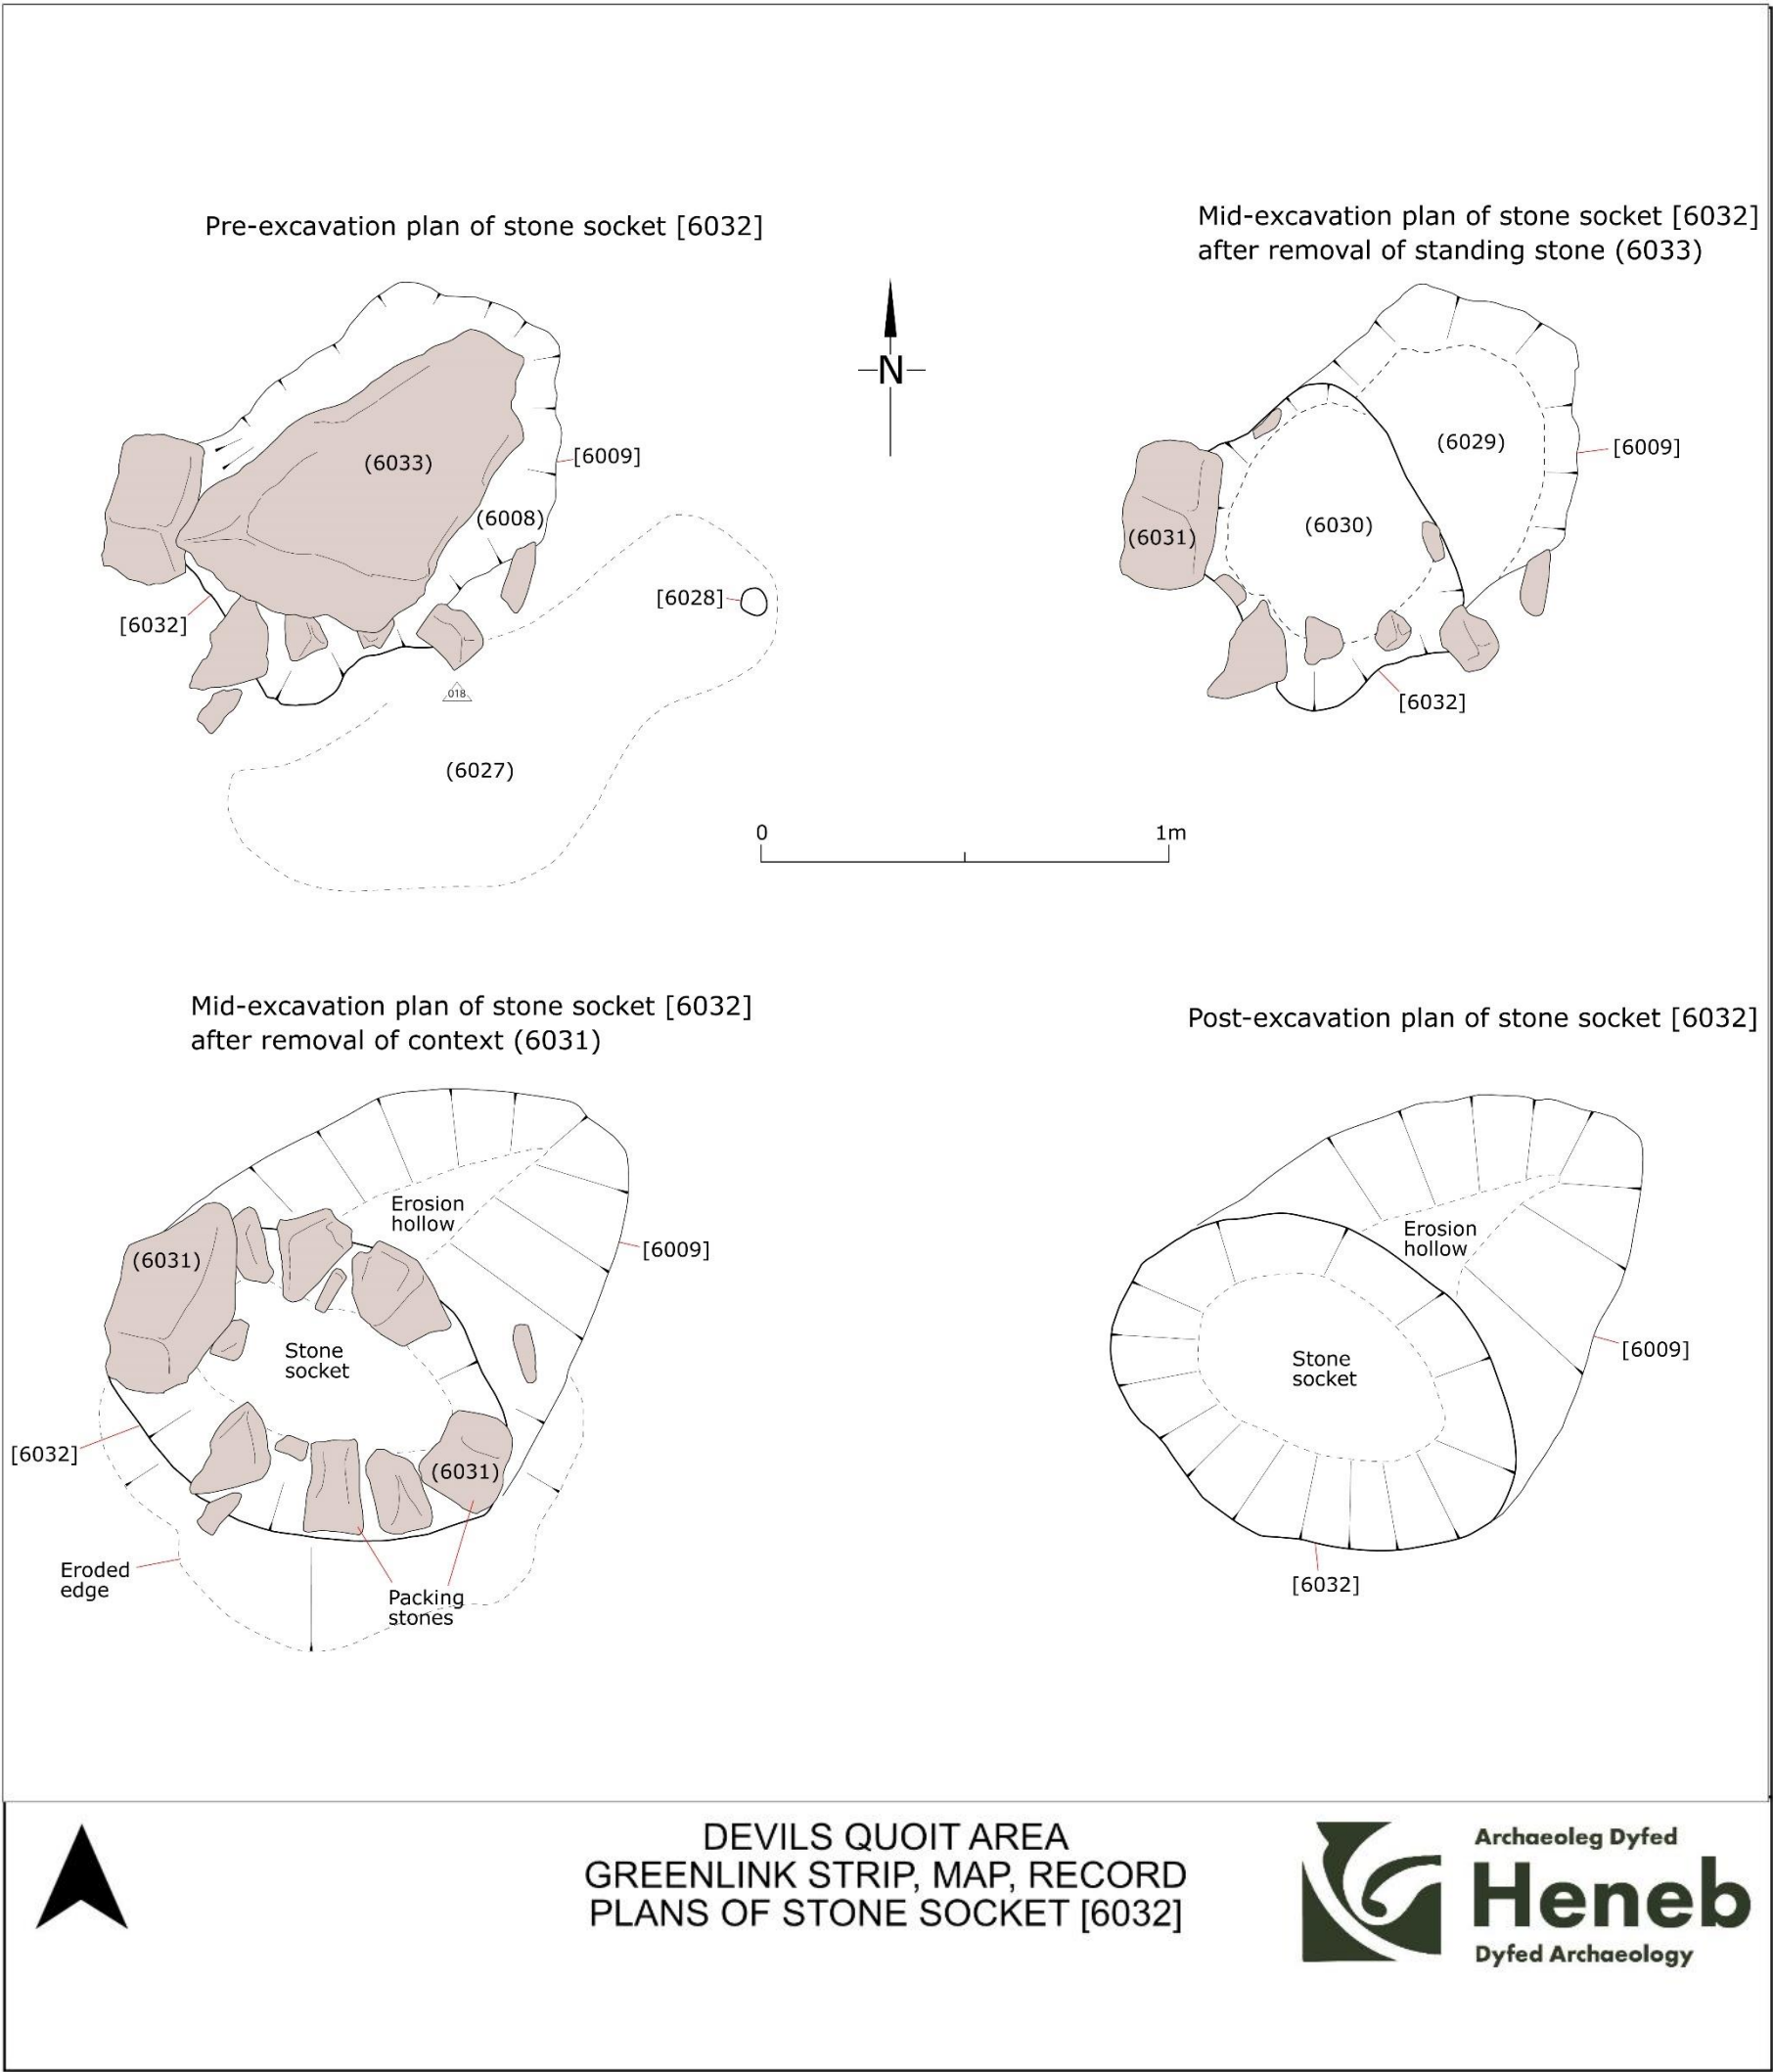 Pre-excavation plan of stone socket [6032]
(6033)
[6009]
(6008)
[6028]
[6032]
018
(6027)
N
Mid-excavation plan of stone socket [6032]
after removal of standing stone (6033)
(6029)
[6009]
(6030)
(6031)
[6032]
0 1m
Mid-excavation plan of stone socket [6032]
after removal of context (6031)
Erosion
hollow
(6031)
[6009]
Stone
socket
[6032]
(6031)
Eroded
edge
Packing
stones
Post-excavation plan of stone socket [6032]
Erosion
hollow
Stone
socket
[6009]
[6032]
DEVILS QUOIT AREA
GREENLINK STRIP, MAP, RECORD
PLANS OF STONE SOCKET [6032]
Archaeoleg Dyfed
Heneb
Dyfed Archaeology